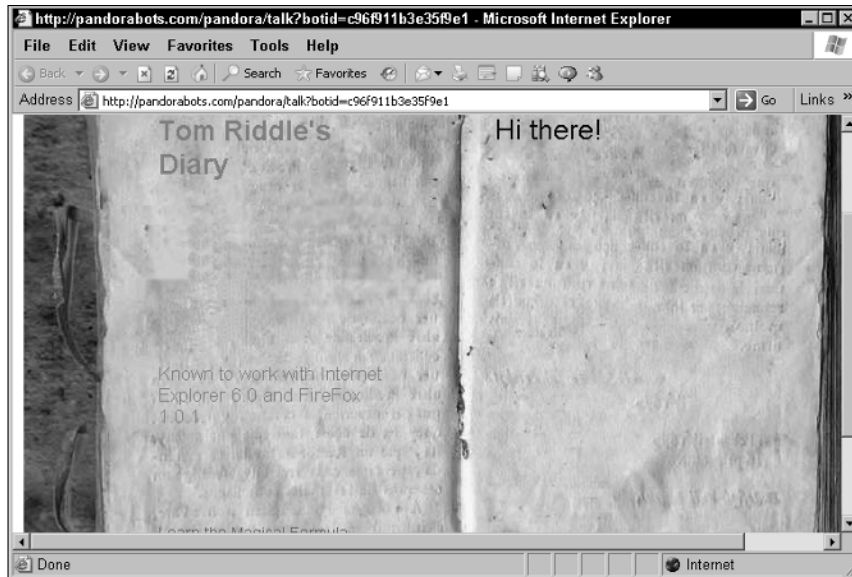 http://pandorabots.com/pandora/talk?botid=c96f911b3e35f9e1 - Microsoft Internet Explorer
File Edit View Favorites Tools Help
Back Search Favorites
Address http://pandorabots.com/pandora/talk?botid=c96f911b3e35f9e1 Go Links »
Tom Riddle's
Diary
Hi there!
Known to work with Internet
Explorer 6.0 and FireFox
1.0.1
Learn the Magical Formula
Done Internet